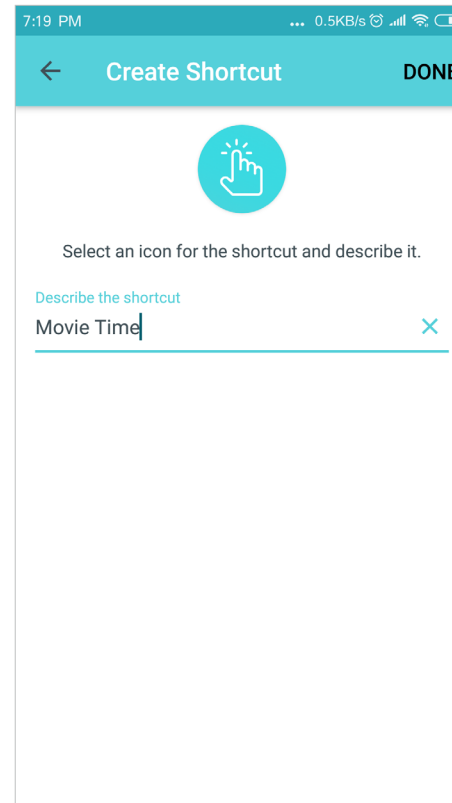 7:19 PM ... 0.5KB/s
Create Shortcut DONE
Select an icon for the shortcut and describe it.
Describe the shortcut
Movie Time